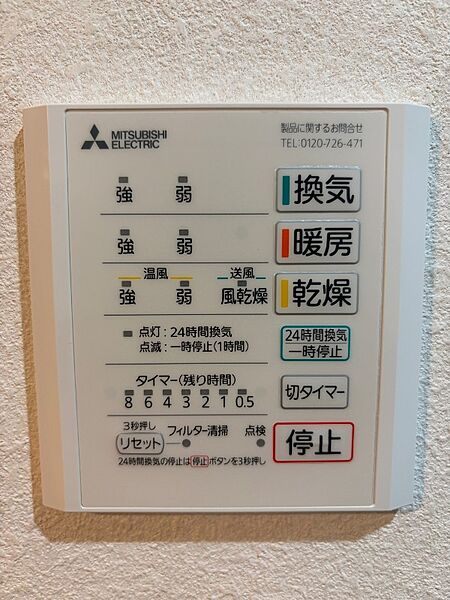 MITSUBISHI
ELECTRIC
製品に関するお問合せ
TEL:0120-726-471
強 弱 換気
強 弱 暖房
温風 送風
強 弱 風乾燥 乾燥
点灯：24時間換気
点滅：一時停止(1時間)
24時間換気
一時停止
タイマー(残り時間)
8 6 4 3 2 1 0.5
切タイマー
3秒押し
リセット フィルター清掃 点検
停止
24時間換気の停止は停止ボタンを3秒押し